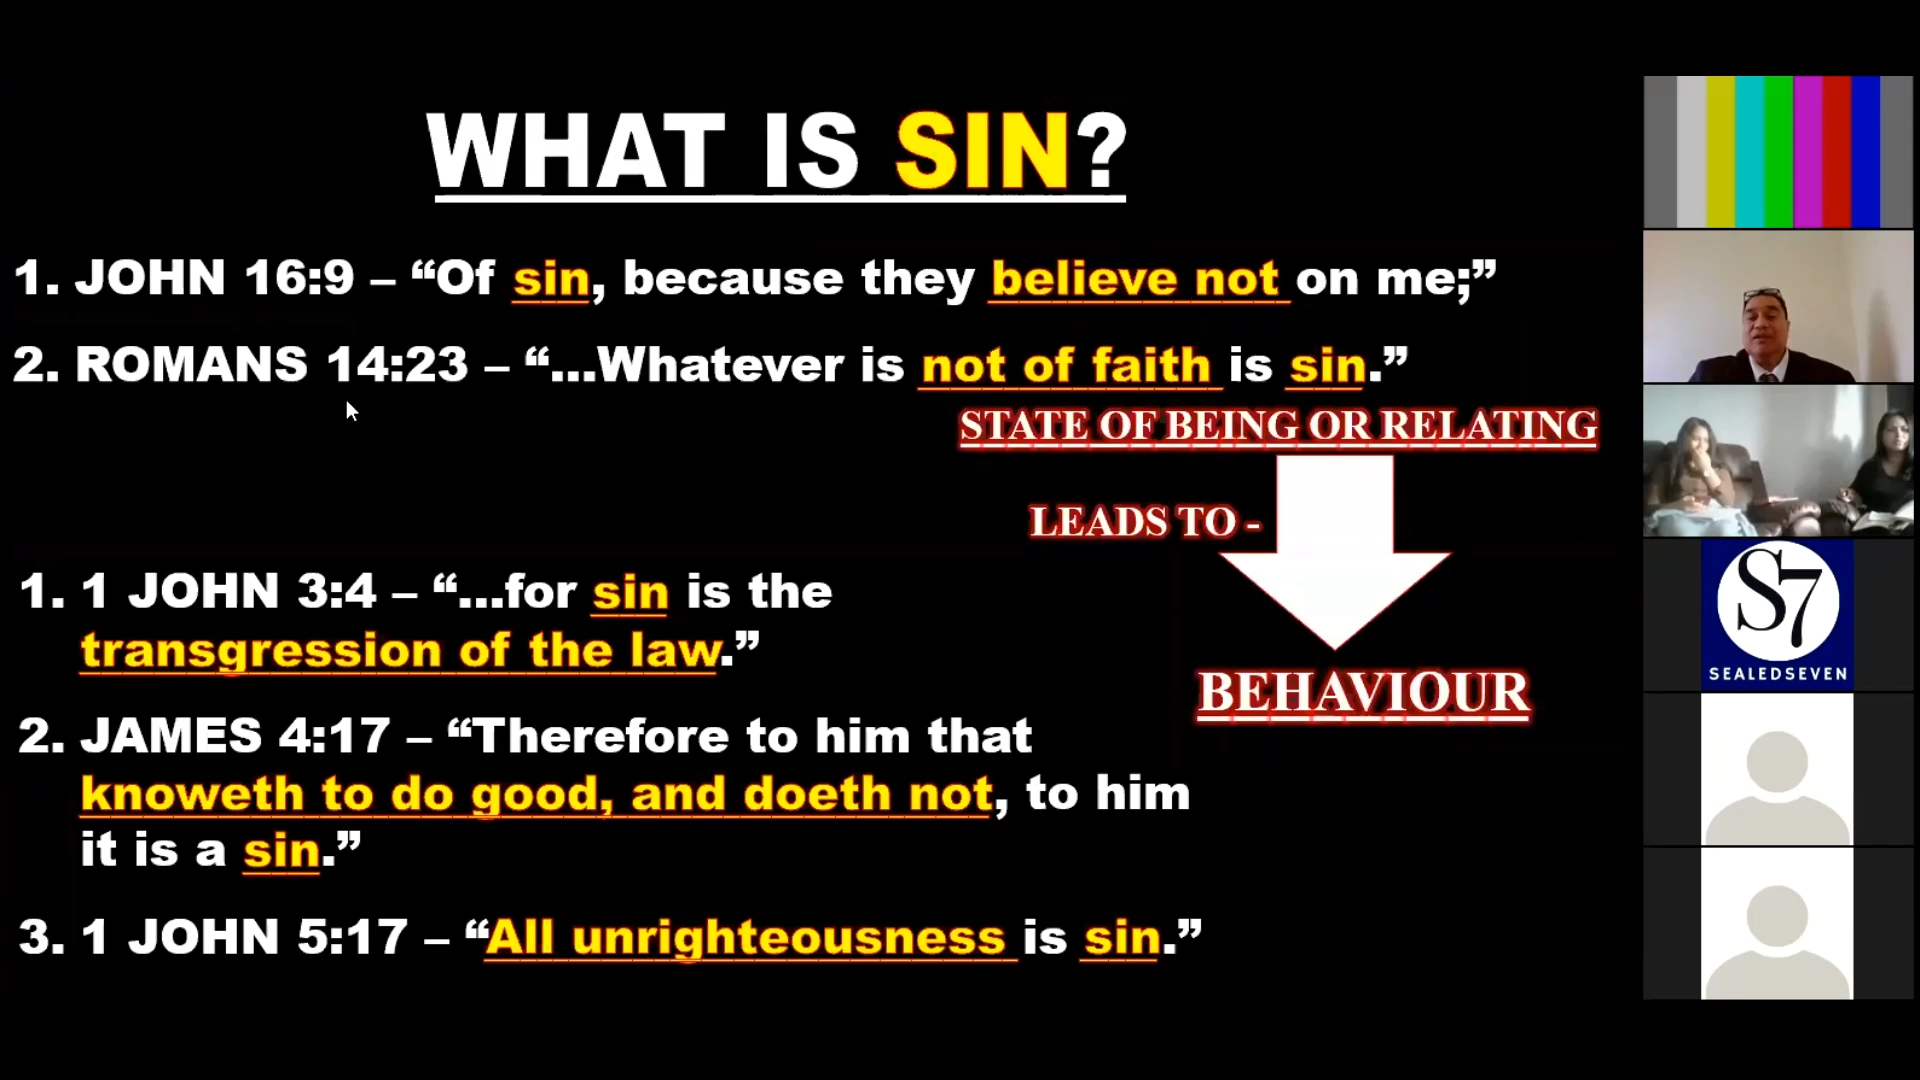 WHAT IS SIN?
1. JOHN 16:9 – “Of sin, because they believe not on me;”
2. ROMANS 14:23 – “...Whatever is not of faith is sin.”
STATE OF BEING OR RELATING
LEADS TO -
BEHAVIOUR
1. 1 JOHN 3:4 – “...for sin is the
transgression of the law.”
2. JAMES 4:17 – “Therefore to him that
knoweth to do good, and doeth not, to him
it is a sin.”
3. 1 JOHN 5:17 – “All unrighteousness is sin.”
S7
SEALEDSEVEN